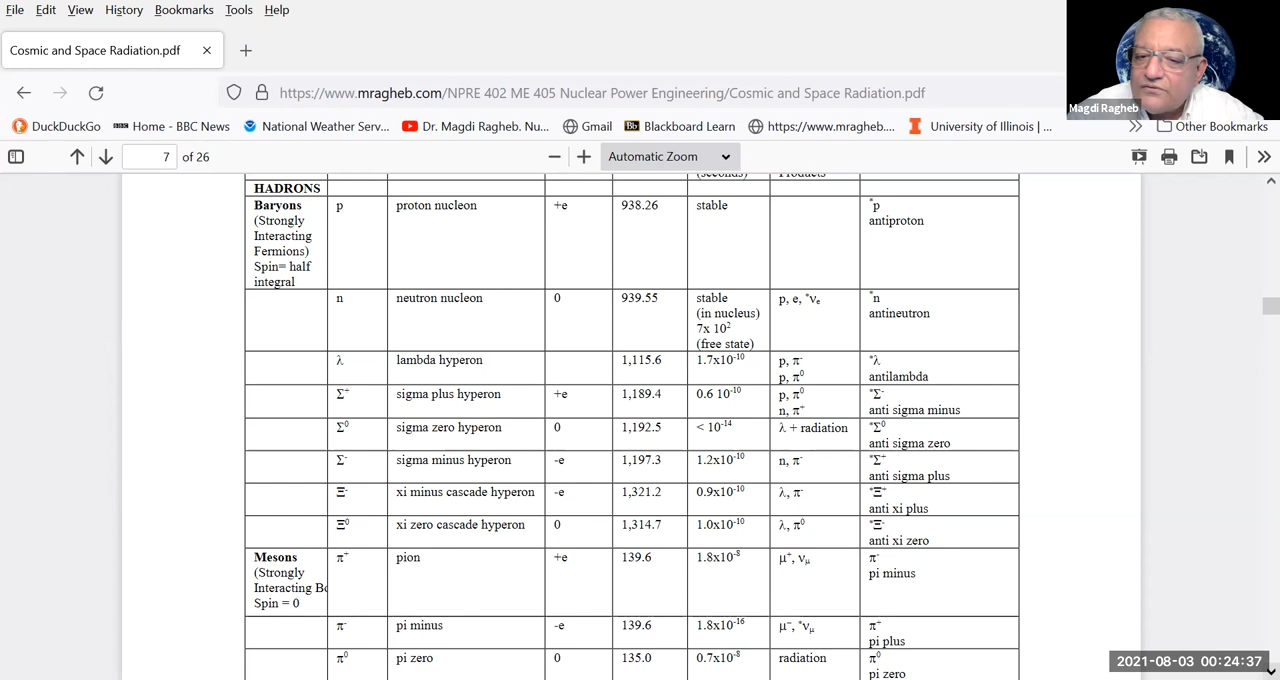 File Edit View History Bookmarks Tools Help
Cosmic and Space Radiation.pdf
https://www.mragheb.com/NPRE 402 ME 405 Nuclear Power Engineering/Cosmic and Space Radiation.pdf
Magdi Ragheb
DuckDuckGo Home - BBC News National Weather Serv... Dr. Magdi Ragheb. Nu... Gmail Blackboard Learn https://www.mragheb.... University of Illinois |... Other Bookmarks
7 of 26 Automatic Zoom
(seconds) Products
HADRONS
Baryons p proton nucleon +e 938.26 stable *p
(Strongly antiproton
Interacting
Fermions)
Spin= half
integral
n neutron nucleon 0 939.55 stable p, e, *νe *n
(in nucleus) antineutron
7x 10²
(free state)
λ lambda hyperon 1,115.6 1.7x10⁻¹⁰ p, π⁻ *λ
p, π⁰ antilambda
Σ⁺ sigma plus hyperon +e 1,189.4 0.6 10⁻¹⁰ p, π⁰ *Σ⁻
n, π⁺ anti sigma minus
Σ⁰ sigma zero hyperon 0 1,192.5 < 10⁻¹⁴ λ + radiation *Σ⁰
anti sigma zero
Σ⁻ sigma minus hyperon -e 1,197.3 1.2x10⁻¹⁰ n, π⁻ *Σ⁺
anti sigma plus
Ξ⁻ xi minus cascade hyperon -e 1,321.2 0.9x10⁻¹⁰ λ, π⁻ *Ξ⁺
anti xi plus
Ξ⁰ xi zero cascade hyperon 0 1,314.7 1.0x10⁻¹⁰ λ, π⁰ *Ξ⁻
anti xi zero
Mesons π⁺ pion +e 139.6 1.8x10⁻⁸ μ⁺, νμ π⁻
(Strongly pi minus
Interacting Bo
Spin = 0
π⁻ pi minus -e 139.6 1.8x10⁻¹⁶ μ⁻, *νμ π⁺
pi plus
π⁰ pi zero 0 135.0 0.7x10⁻⁸ radiation π⁰
pi zero
2021-08-03 00:24:37